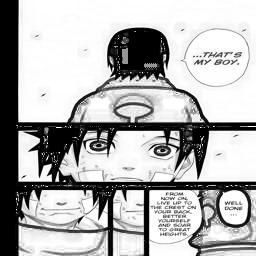 ...THAT'S
MY BOY.
FROM
NOW ON,
LIVE UP TO
THE CREST ON
YOUR BACK,
BETTER
YOURSELF
AND SOAR
TO GREAT
HEIGHTS.
WELL
DONE
...